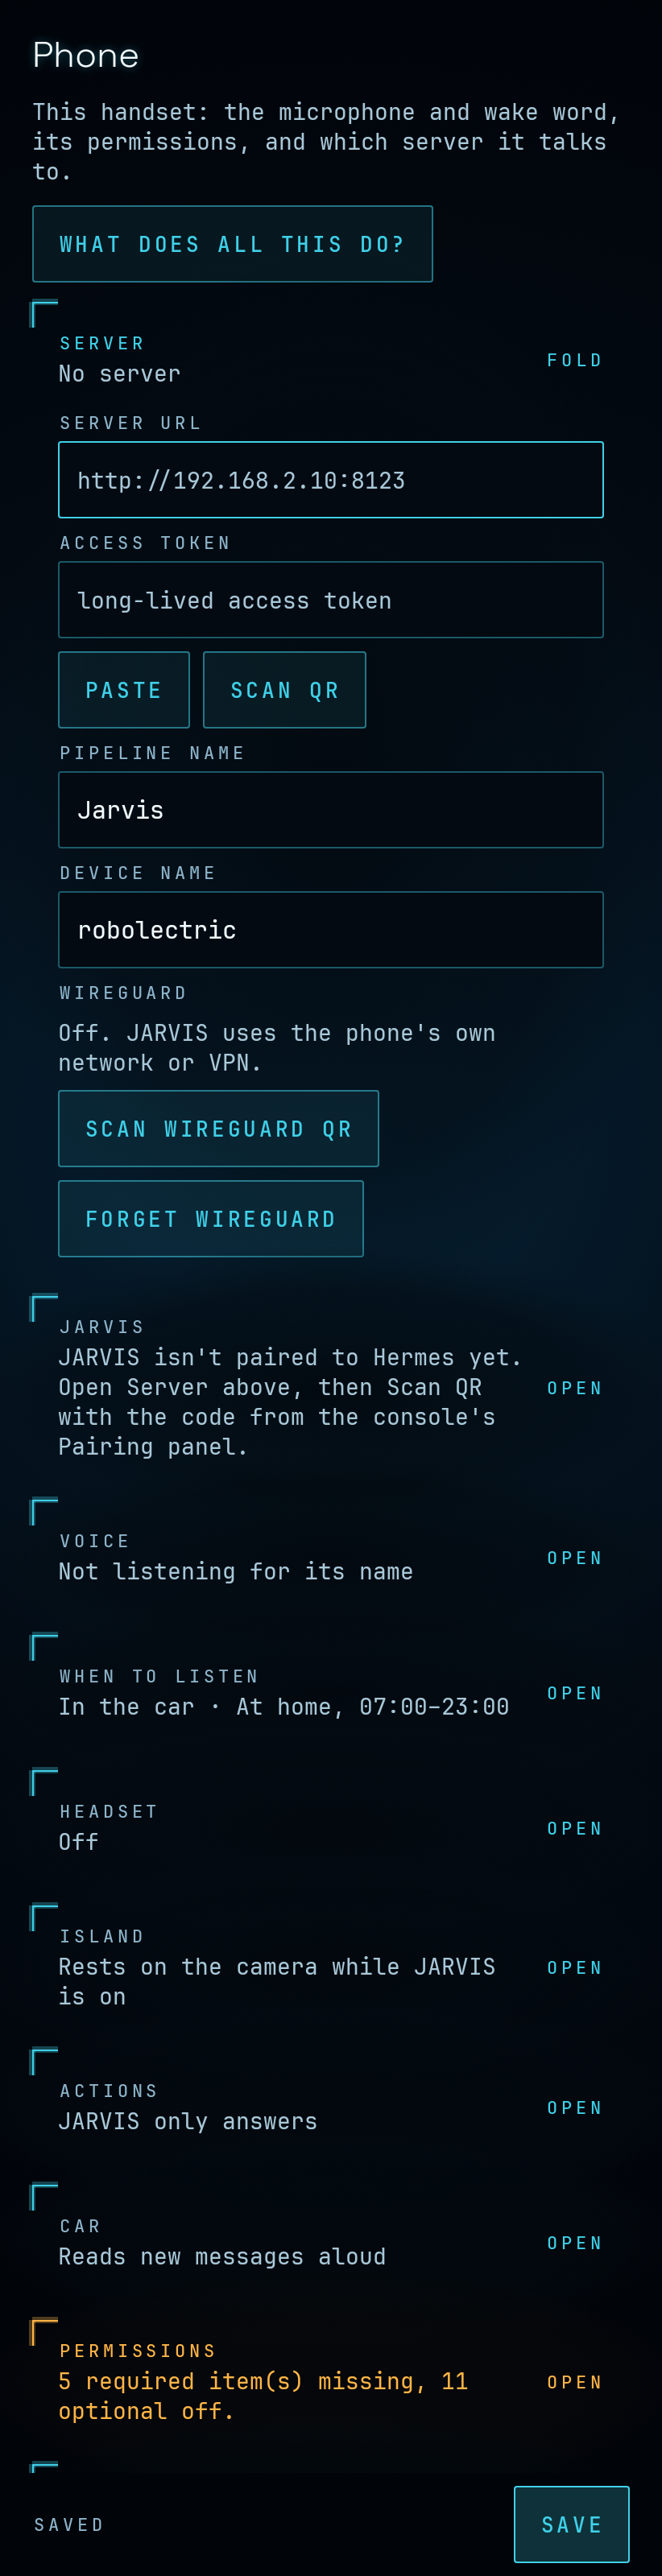 Phone
This handset: the microphone and wake word,
its permissions, and which server it talks
to.
WHAT DOES ALL THIS DO?
SERVER
No server
FOLD
SERVER URL
http://192.168.2.10:8123
ACCESS TOKEN
long-lived access token
PASTE
SCAN QR
PIPELINE NAME
Jarvis
DEVICE NAME
robolectric
WIREGUARD
Off. JARVIS uses the phone's own
network or VPN.
SCAN WIREGUARD QR
FORGET WIREGUARD
JARVIS
JARVIS isn't paired to Hermes yet.
Open Server above, then Scan QR
with the code from the console's
Pairing panel.
OPEN
VOICE
Not listening for its name
OPEN
WHEN TO LISTEN
In the car · At home, 07:00–23:00
OPEN
HEADSET
Off
OPEN
ISLAND
Rests on the camera while JARVIS
is on
OPEN
ACTIONS
JARVIS only answers
OPEN
CAR
Reads new messages aloud
OPEN
PERMISSIONS
5 required item(s) missing, 11
optional off.
OPEN
SAVED
SAVE